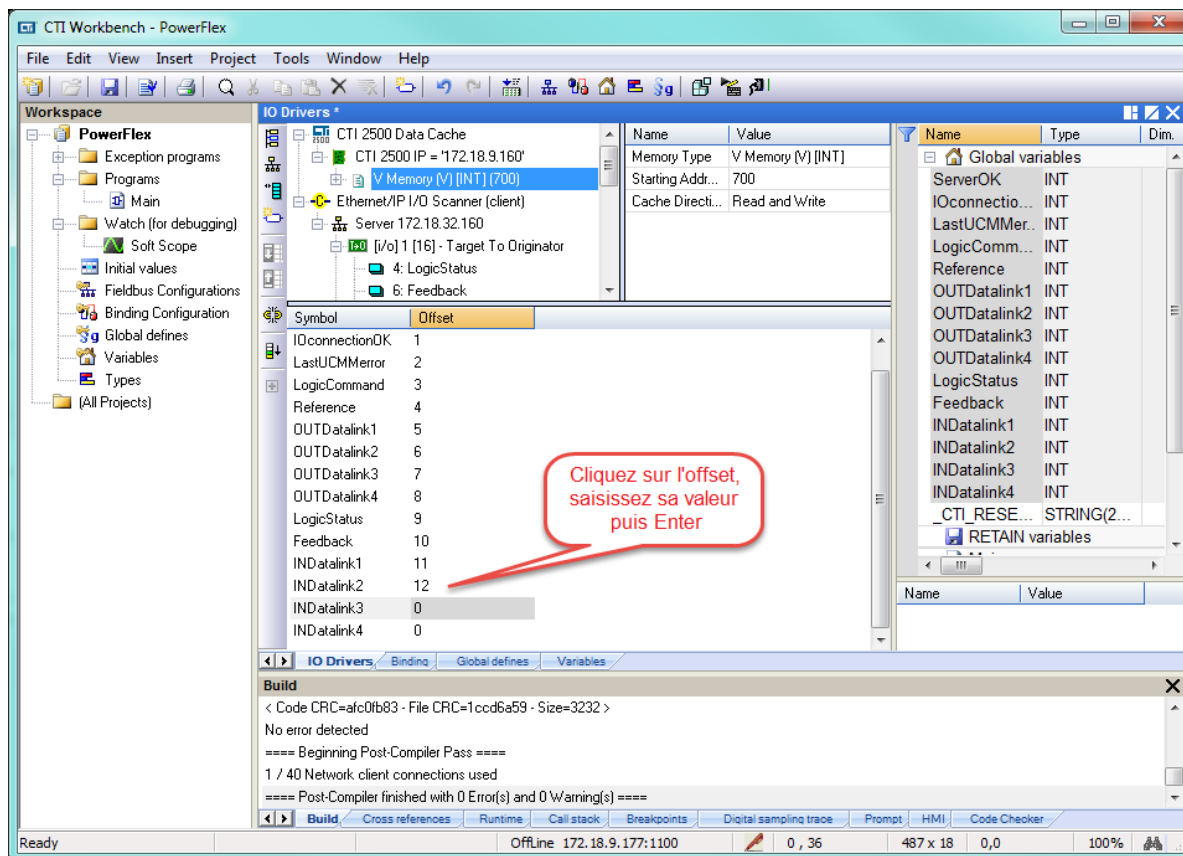 CTI Workbench - PowerFlex
File Edit View Insert Project Tools Window Help
Workspace
PowerFlex
Exception programs
Programs
Main
Watch (for debugging)
Soft Scope
Initial values
Fieldbus Configurations
Binding Configuration
Global defines
Variables
Types
(All Projects)
IO Drivers *
CTI 2500 Data Cache
CTI 2500 IP = '172.18.9.160'
V Memory (V) [INT] (700)
Ethernet/IP I/O Scanner (client)
Server 172.18.32.160
[i/o] 1 [16] - Target To Originator
4: LogicStatus
6: Feedback
Name Value
Memory Type V Memory (V) [INT]
Starting Addr... 700
Cache Directi... Read and Write
Symbol Offset
IOconnectionOK 1
LastUCMMerror 2
LogicCommand 3
Reference 4
OUTDatalink1 5
OUTDatalink2 6
OUTDatalink3 7
OUTDatalink4 8
LogicStatus 9
Feedback 10
INDatalink1 11
INDatalink2 12
INDatalink3 0
INDatalink4 0
Cliquez sur l'offset,
saisissez sa valeur
puis Enter
IO Drivers Binding Global defines Variables
Name Type Dim.
Global variables
ServerOK INT
IOconnectio... INT
LastUCMMer.. INT
LogicComm... INT
Reference INT
OUTDatalink1 INT
OUTDatalink2 INT
OUTDatalink3 INT
OUTDatalink4 INT
LogicStatus INT
Feedback INT
INDatalink1 INT
INDatalink2 INT
INDatalink3 INT
INDatalink4 INT
_CTI_RESE... STRING(2...
RETAIN variables
Name Value
Build
< Code CRC=afc0fb83 - File CRC=1ccd6a59 - Size=3232 >
No error detected
==== Beginning Post-Compiler Pass ====
1 / 40 Network client connections used
==== Post-Compiler finished with 0 Error(s) and 0 Warning(s) ====
Build Cross references Runtime Call stack Breakpoints Digital sampling trace Prompt HMI Code Checker
Ready OffLine 172.18.9.177:1100 0 , 36 487 x 18 0,0 100%